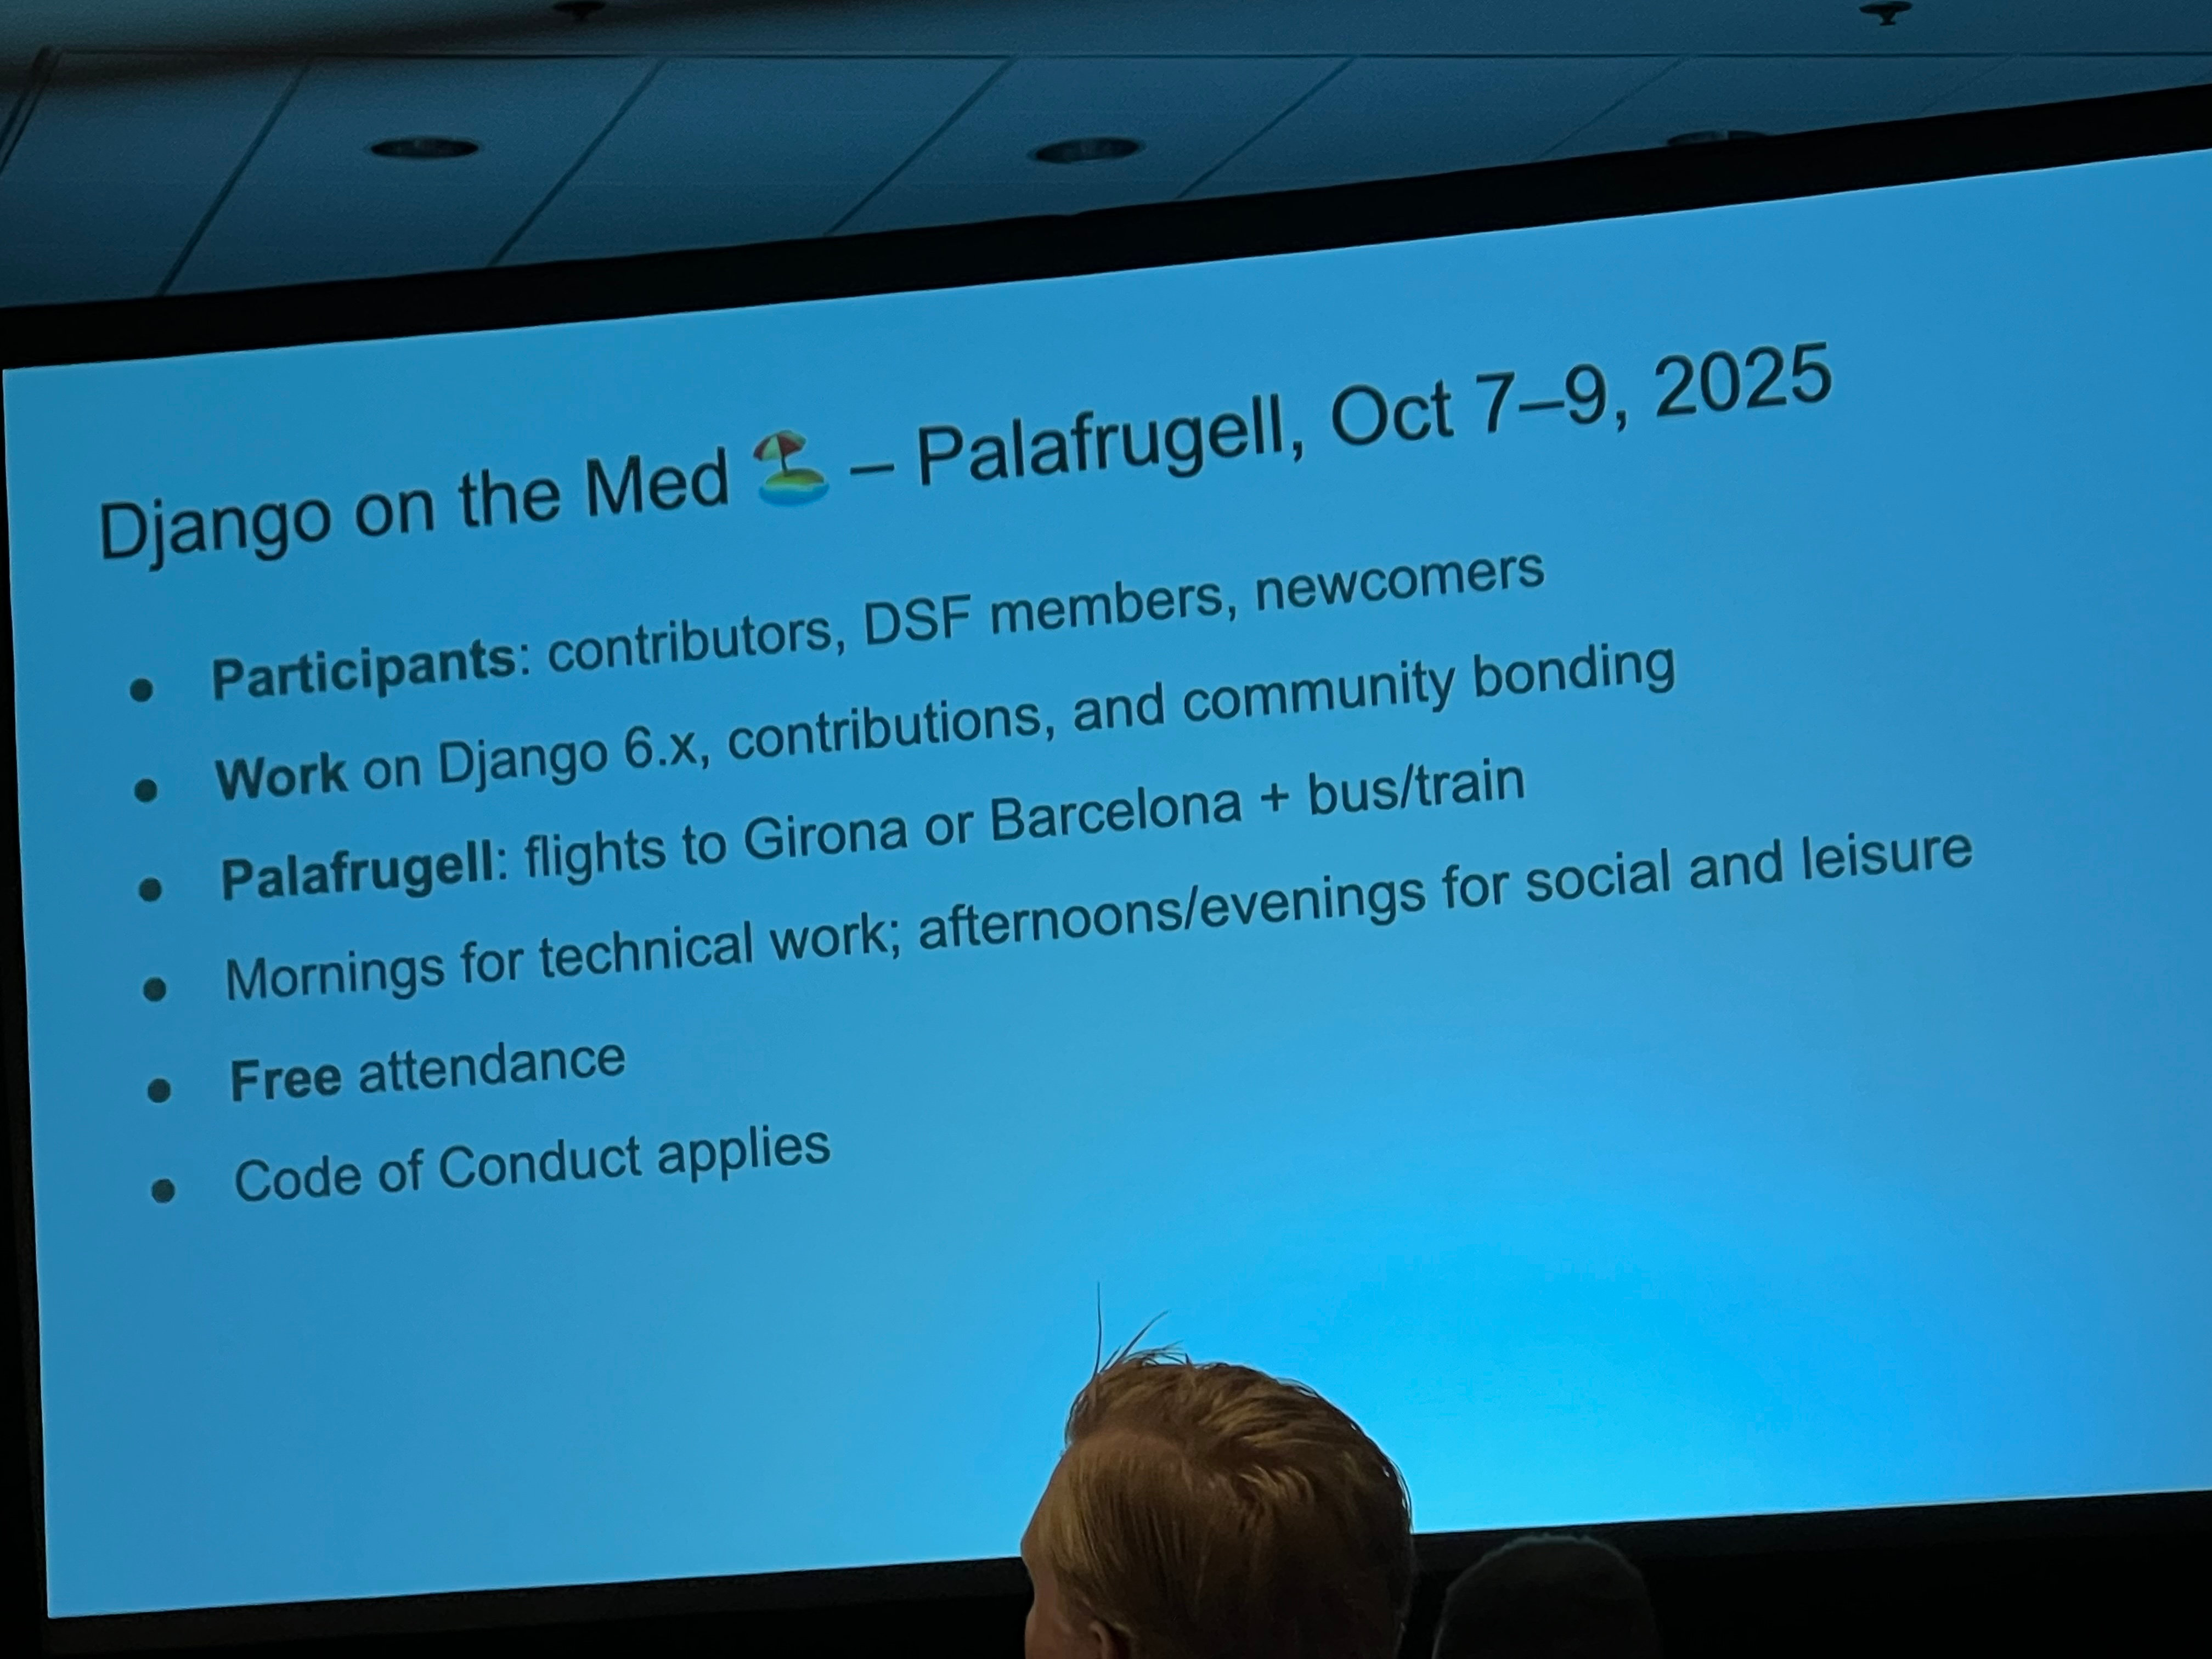 Django on the Med 🏖️ – Palafrugell, Oct 7–9, 2025
● Participants: contributors, DSF members, newcomers
● Work on Django 6.x, contributions, and community bonding
● Palafrugell: flights to Girona or Barcelona + bus/train
● Mornings for technical work; afternoons/evenings for social and leisure
● Free attendance
● Code of Conduct applies